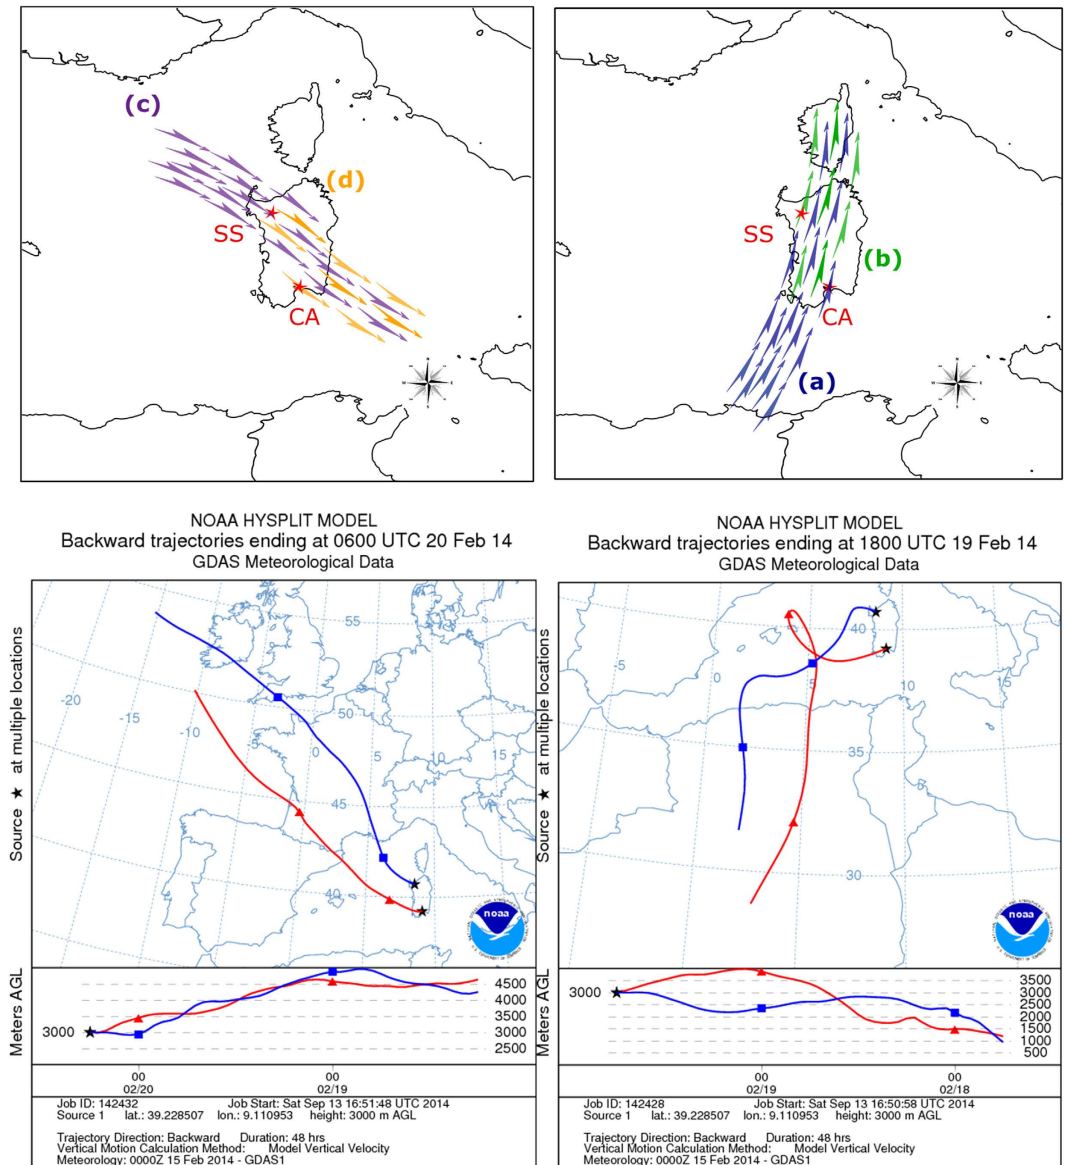 (c)
(d)
SS
CA
N
W
E
S
SS
(b)
CA
(a)
N
W
E
S
NOAA HYSPLIT MODEL
Backward trajectories ending at 0600 UTC 20 Feb 14
GDAS Meteorological Data
Source ★ at multiple locations
55
-20
-15
-10
-5
0
5
50
10
15
45
40
noaa
Meters AGL
3000
4500
4000
3500
3000
2500
00
02/20
00
02/19
Job ID: 142432 Job Start: Sat Sep 13 16:51:48 UTC 2014
Source 1 lat.: 39.228507 lon.: 9.110953 height: 3000 m AGL
Trajectory Direction: Backward Duration: 48 hrs
Vertical Motion Calculation Method: Model Vertical Velocity
Meteorology: 0000Z 15 Feb 2014 - GDAS1
NOAA HYSPLIT MODEL
Backward trajectories ending at 1800 UTC 19 Feb 14
GDAS Meteorological Data
Source ★ at multiple locations
40
-5
0
5
10
15
35
30
noaa
Meters AGL
3000
3500
3000
2500
2000
1500
1000
500
00
02/19
00
02/18
Job ID: 142428 Job Start: Sat Sep 13 16:50:58 UTC 2014
Source 1 lat.: 39.228507 lon.: 9.110953 height: 3000 m AGL
Trajectory Direction: Backward Duration: 48 hrs
Vertical Motion Calculation Method: Model Vertical Velocity
Meteorology: 0000Z 15 Feb 2014 - GDAS1